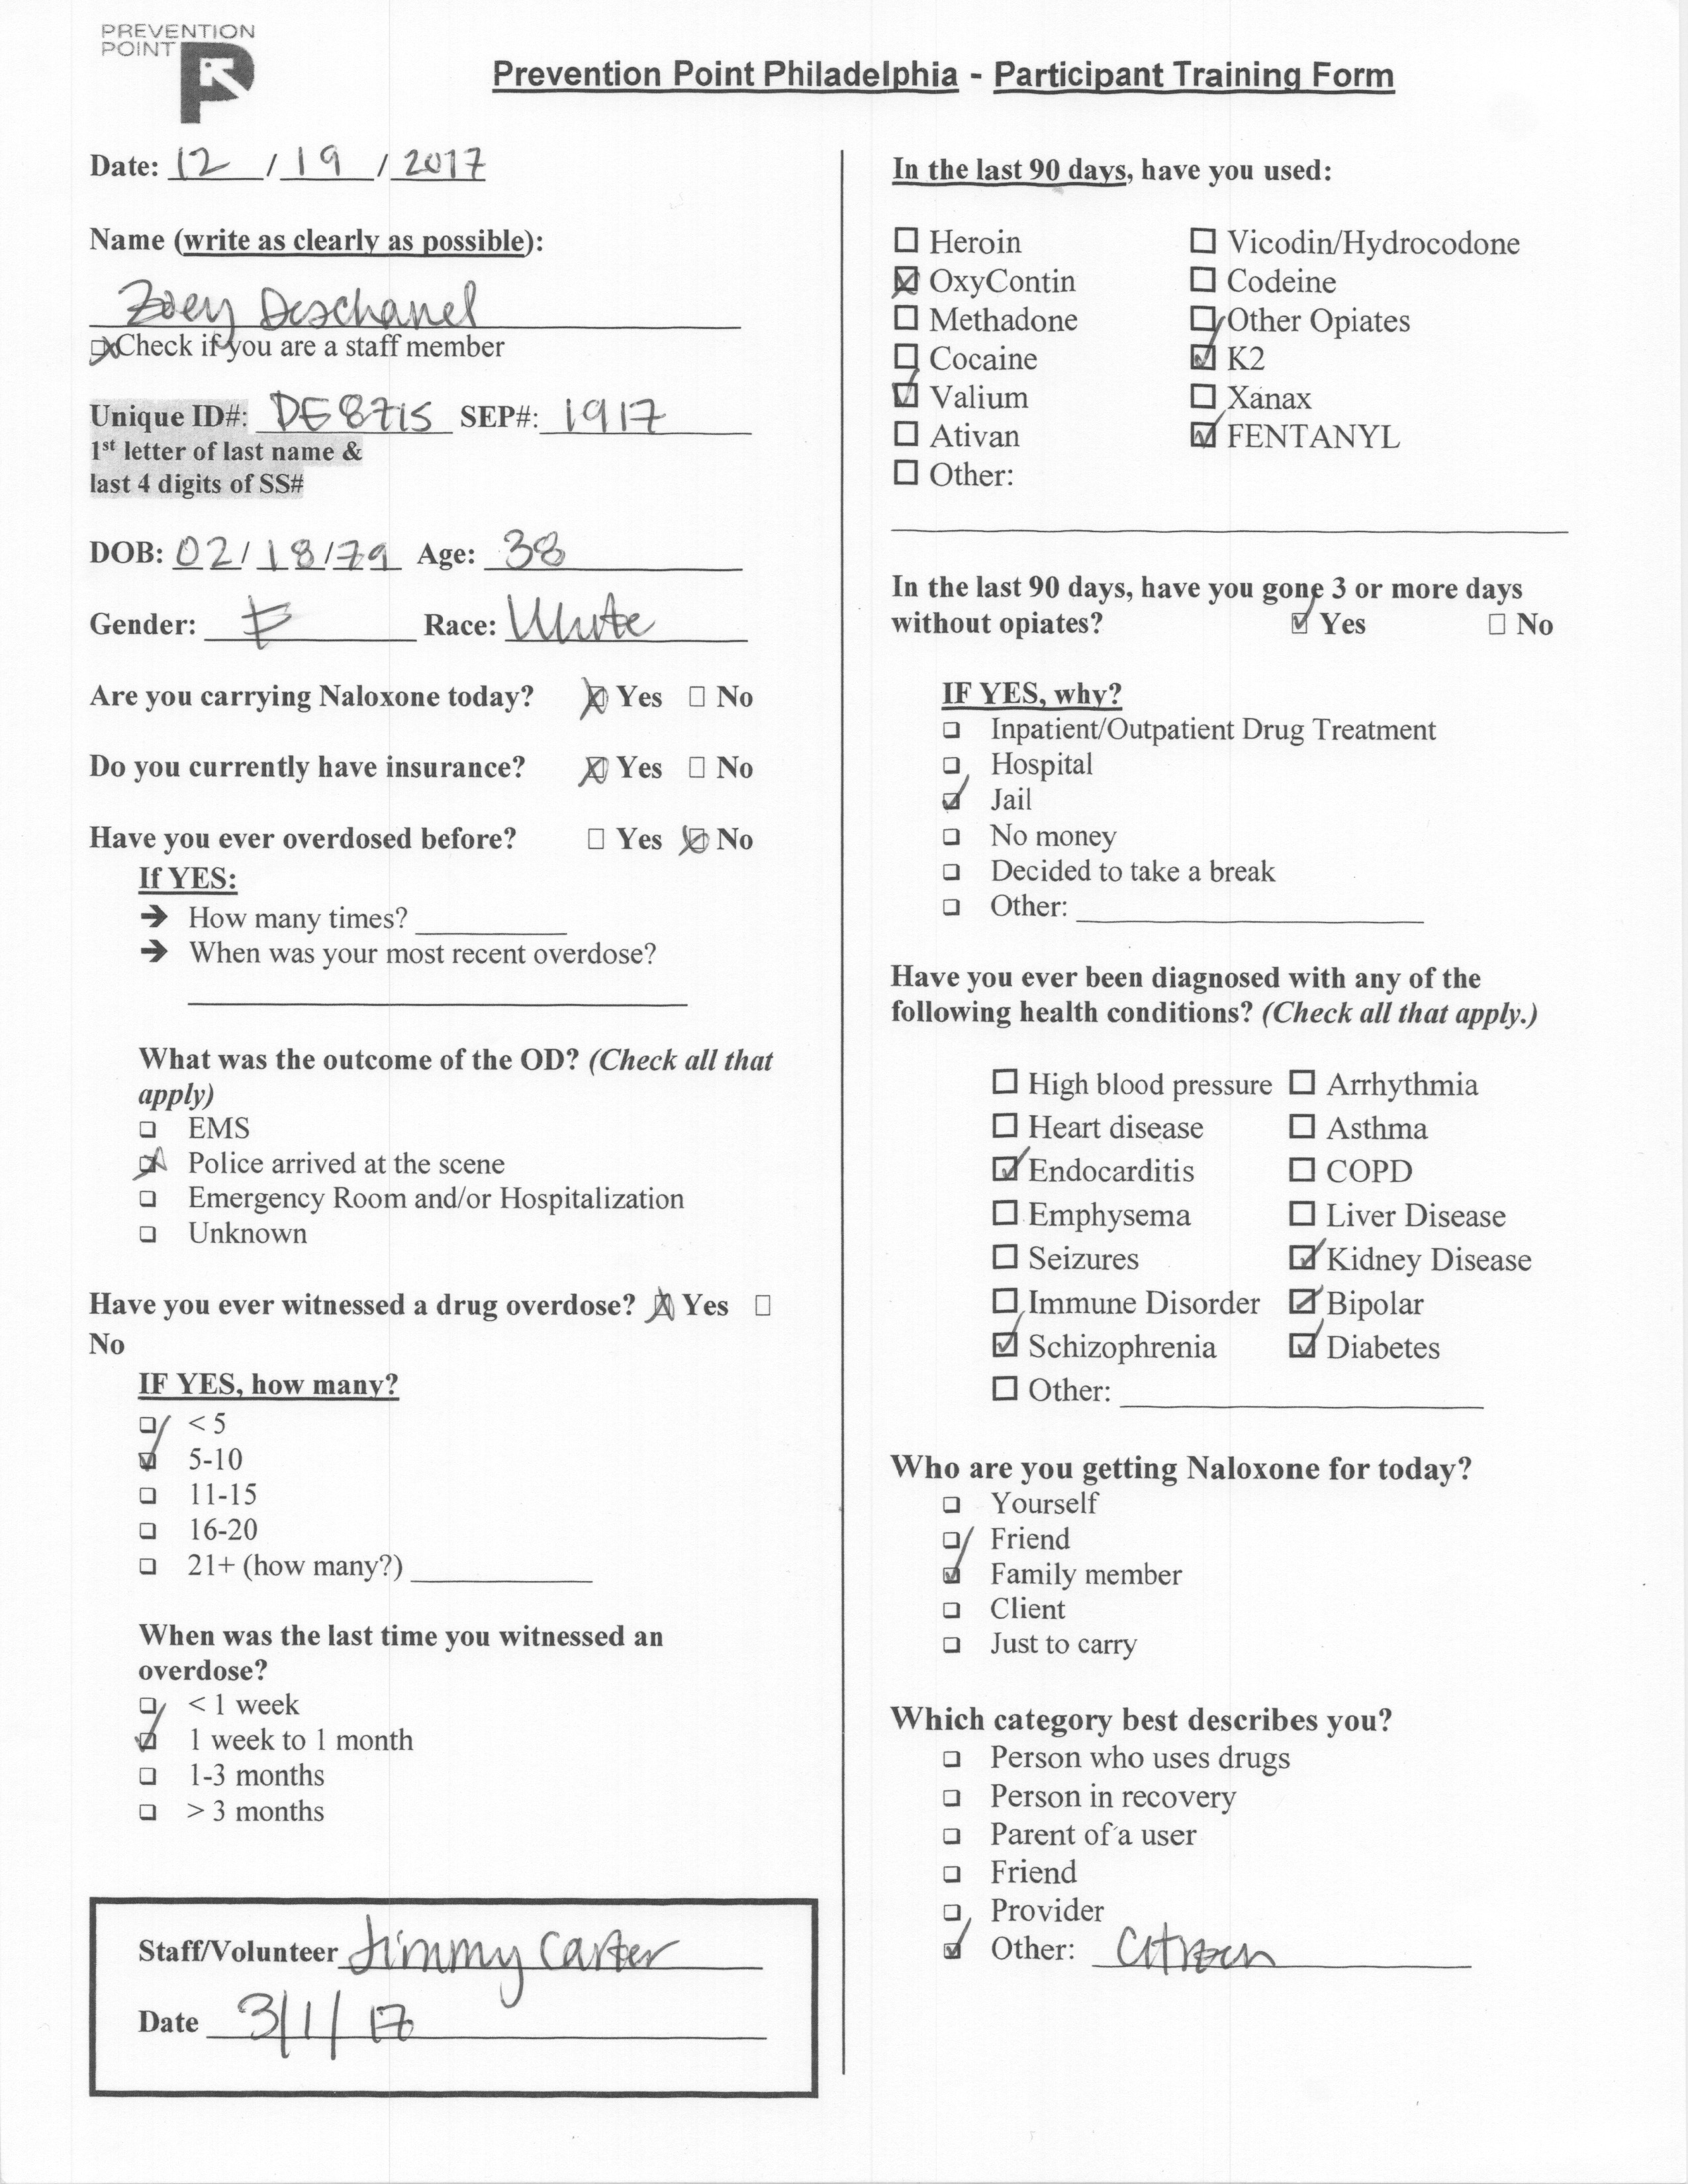 PREVENTION
POINT
Prevention Point Philadelphia - Participant Training Form
Date: 12 / 19 / 2017
Name (write as clearly as possible):
Zoey Deschanel
☒ Check if you are a staff member
Unique ID#: DE8715 SEP#: 1917
1st letter of last name &
last 4 digits of SS#
DOB: 02/18/79 Age: 38
Gender: F Race: White
Are you carrying Naloxone today? ☒ Yes ☐ No
Do you currently have insurance? ☒ Yes ☐ No
Have you ever overdosed before? ☐ Yes ☒ No
If YES:
➔ How many times?
➔ When was your most recent overdose?
What was the outcome of the OD? (Check all that
apply)
☐ EMS
☒ Police arrived at the scene
☐ Emergency Room and/or Hospitalization
☐ Unknown
Have you ever witnessed a drug overdose? ☒ Yes ☐
No
IF YES, how many?
☐ < 5
☑ 5-10
☐ 11-15
☐ 16-20
☐ 21+ (how many?)
When was the last time you witnessed an
overdose?
☐ < 1 week
☑ 1 week to 1 month
☐ 1-3 months
☐ > 3 months
Staff/Volunteer Jimmy Carter
Date 3/1/17
In the last 90 days, have you used:
☐ Heroin ☐ Vicodin/Hydrocodone
☒ OxyContin ☐ Codeine
☐ Methadone ☐ Other Opiates
☐ Cocaine ☑ K2
☑ Valium ☐ Xanax
☐ Ativan ☑ FENTANYL
☐ Other:
In the last 90 days, have you gone 3 or more days
without opiates? ☑ Yes ☐ No
IF YES, why?
☐ Inpatient/Outpatient Drug Treatment
☐ Hospital
☑ Jail
☐ No money
☐ Decided to take a break
☐ Other:
Have you ever been diagnosed with any of the
following health conditions? (Check all that apply.)
☐ High blood pressure ☐ Arrhythmia
☐ Heart disease ☐ Asthma
☑ Endocarditis ☐ COPD
☐ Emphysema ☐ Liver Disease
☐ Seizures ☑ Kidney Disease
☐ Immune Disorder ☑ Bipolar
☑ Schizophrenia ☑ Diabetes
☐ Other:
Who are you getting Naloxone for today?
☐ Yourself
☐ Friend
☑ Family member
☐ Client
☐ Just to carry
Which category best describes you?
☐ Person who uses drugs
☐ Person in recovery
☐ Parent of a user
☐ Friend
☐ Provider
☑ Other: Citizen